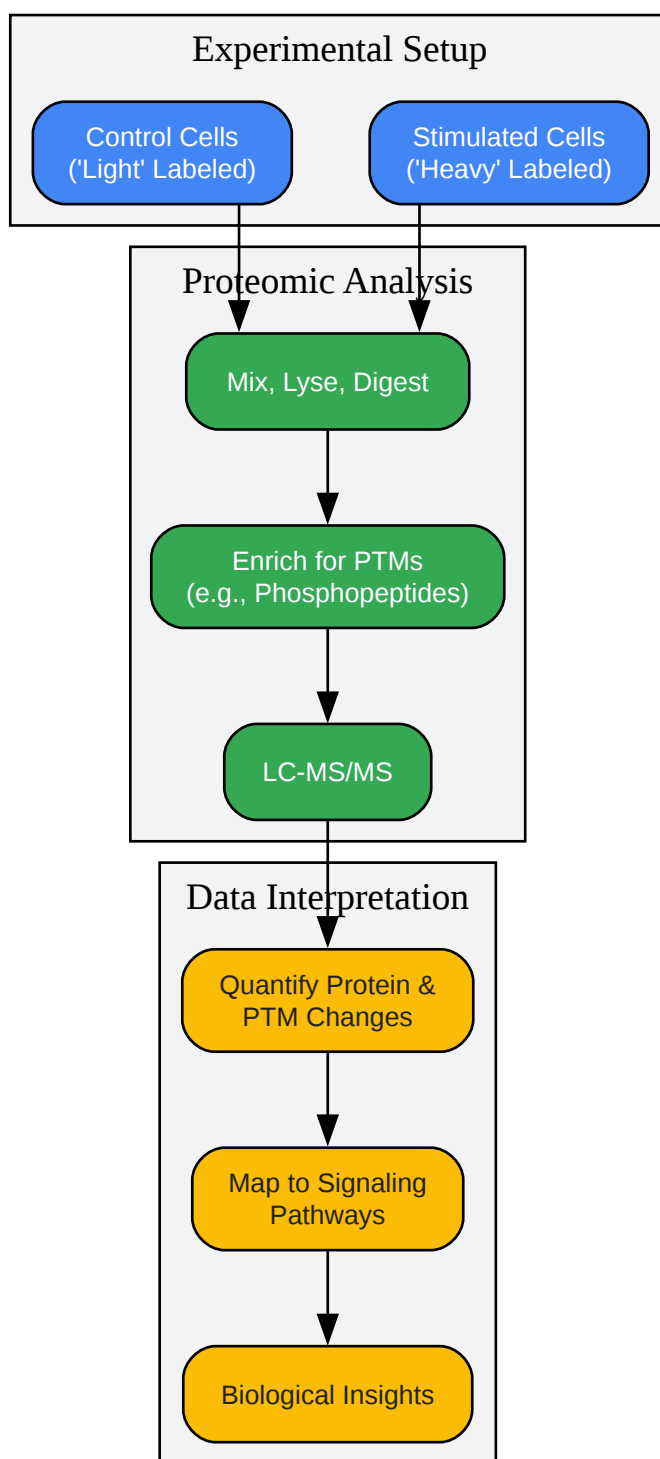 Experimental Setup
Control Cells
('Light' Labeled)
Stimulated Cells
('Heavy' Labeled)
Proteomic Analysis
Mix, Lyse, Digest
Enrich for PTMs
(e.g., Phosphopeptides)
LC-MS/MS
Data Interpretation
Quantify Protein &
PTM Changes
Map to Signaling
Pathways
Biological Insights